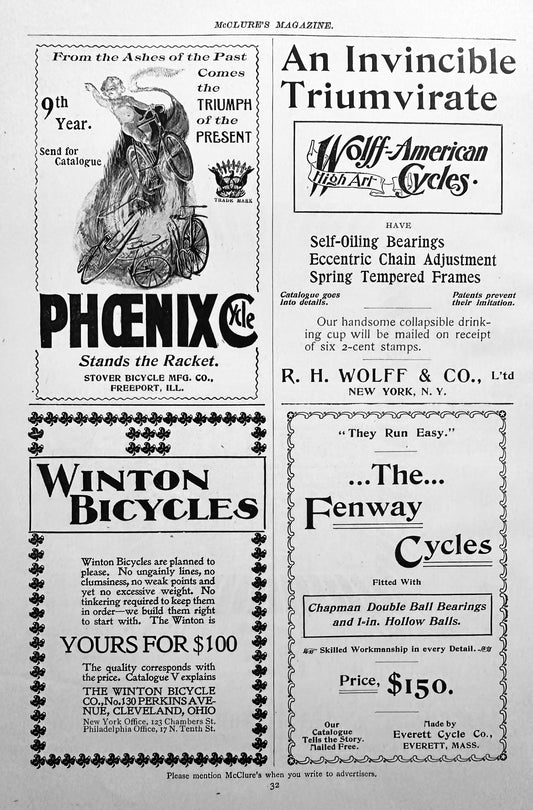 McCLURE'S MAGAZINE.
From the Ashes of the Past
Comes
the
TRIUMPH
of the
PRESENT
9th
Year.
Send for
Catalogue
TRADE MARK
PHŒNIX Cycle
Stands the Racket.
STOVER BICYCLE MFG. CO.,
FREEPORT, ILL.
An Invincible
Triumvirate
Wolff-American
High Art Cycles.
HAVE
Self-Oiling Bearings
Eccentric Chain Adjustment
Spring Tempered Frames
Catalogue goes
into details.
Patents prevent
their imitation.
Our handsome collapsible drink-
ing cup will be mailed on receipt
of six 2-cent stamps.
R. H. WOLFF & CO., L'td
NEW YORK, N. Y.
WINTON
BICYCLES
Winton Bicycles are planned to
please. No ungainly lines, no
clumsiness, no weak points and
yet no excessive weight. No
tinkering required to keep them
in order—we build them right
to start with. The Winton is
YOURS FOR $100
The quality corresponds with
the price. Catalogue V explains
THE WINTON BICYCLE
CO., No. 130 PERKINS AVE-
NUE, CLEVELAND, OHIO
New York Office, 123 Chambers St.
Philadelphia Office, 17 N. Tenth St.
"They Run Easy."
...The...
Fenway
Cycles
Fitted With
Chapman Double Ball Bearings
and 1-in. Hollow Balls.
Skilled Workmanship in every Detail.
Price, $150.
Our
Catalogue
Tells the Story.
Mailed Free.
Made by
Everett Cycle Co.,
EVERETT, MASS.
Please mention McClure's when you write to advertisers.
32